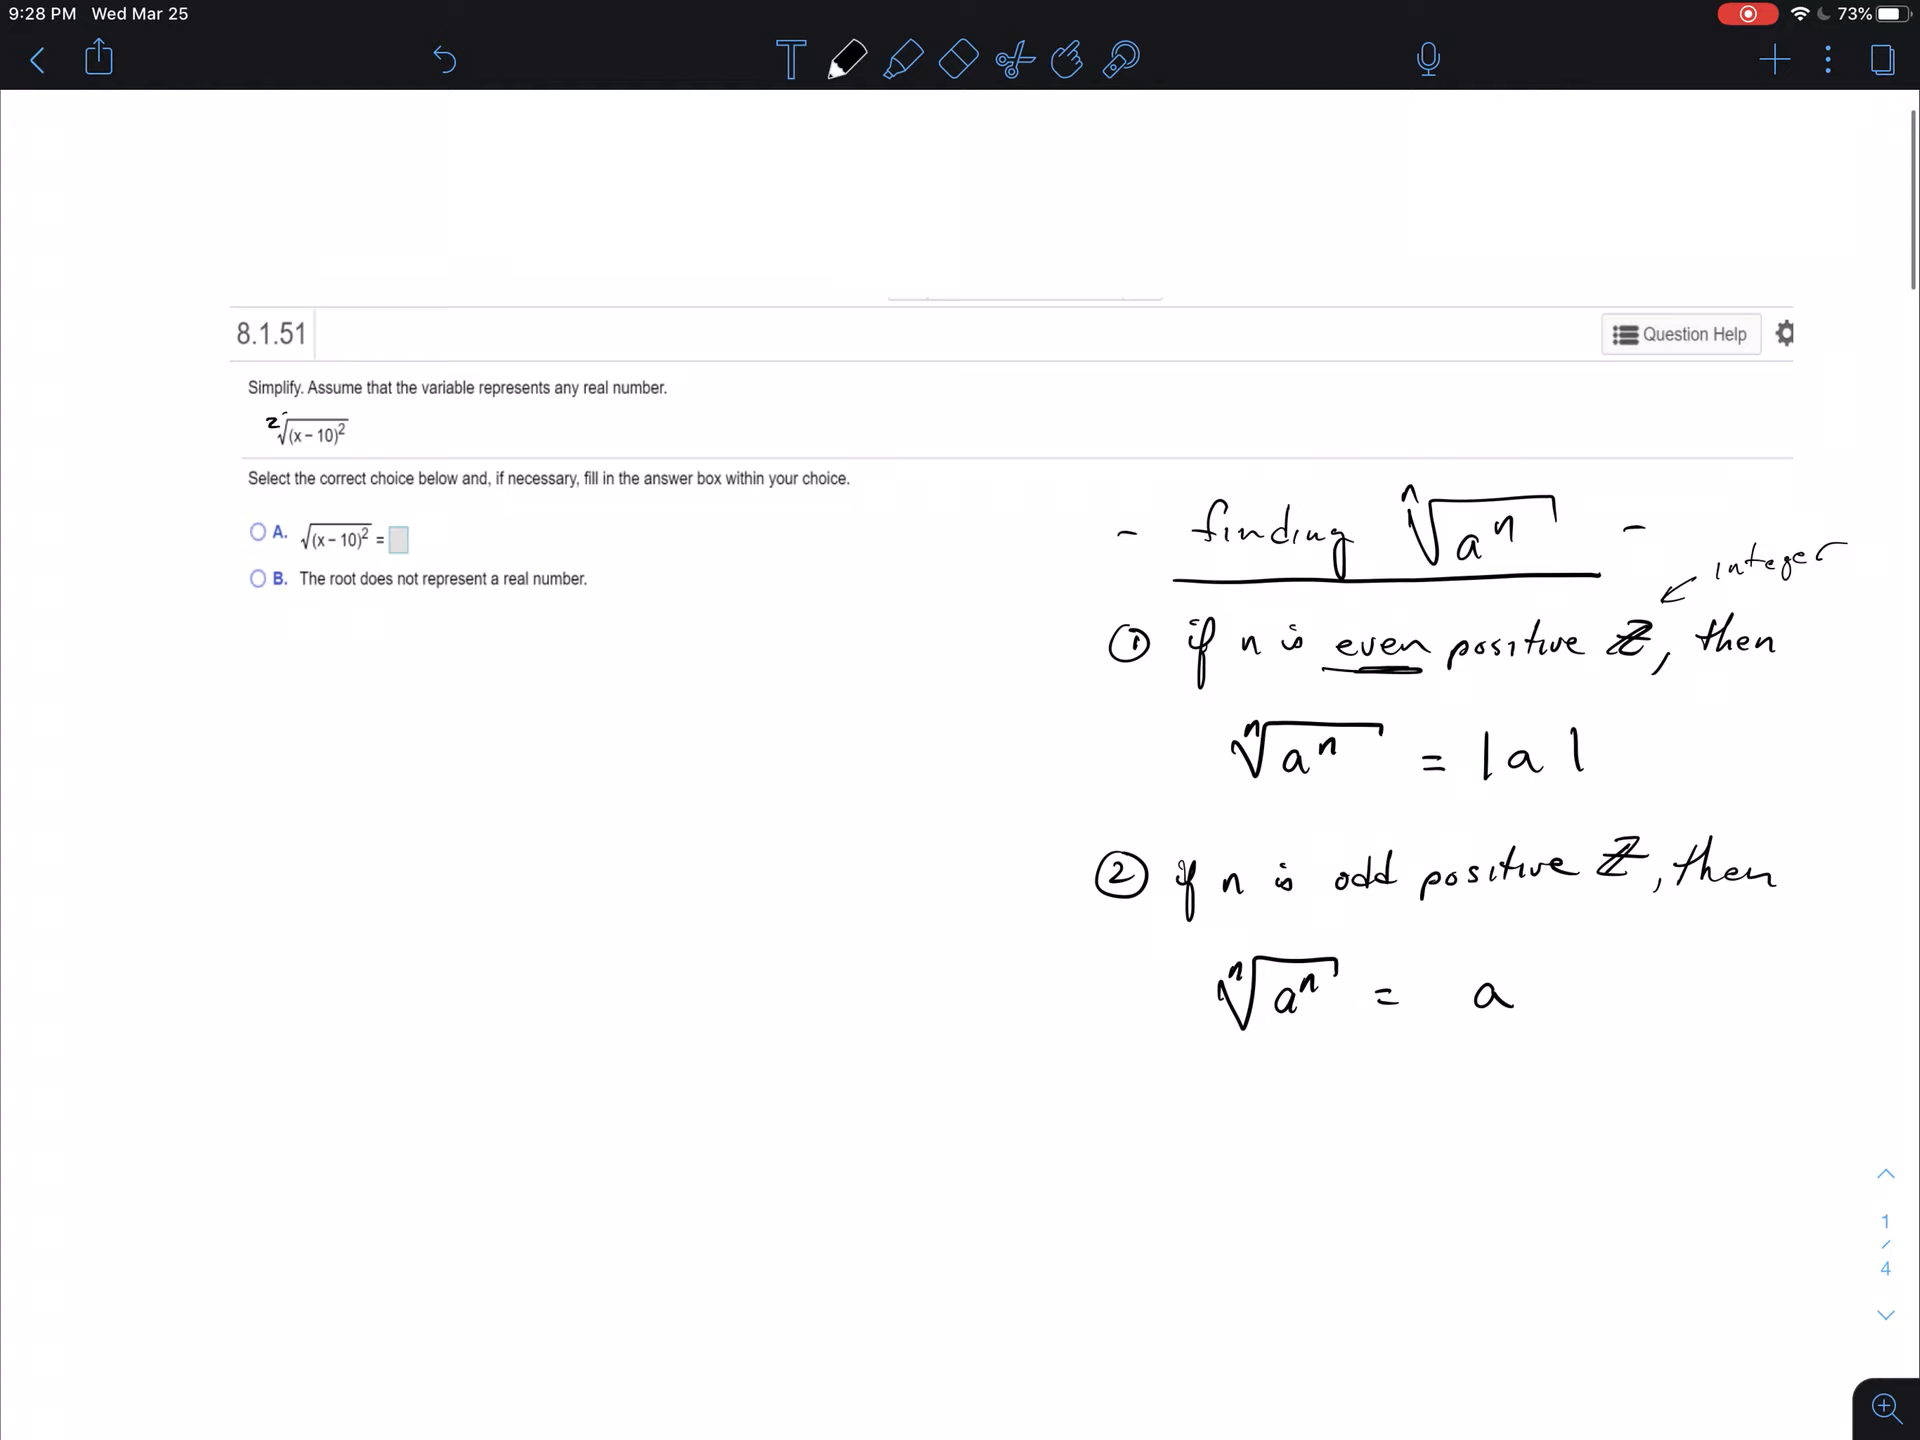 9:28 PM Wed Mar 25
73%
8.1.51
Question Help
Simplify. Assume that the variable represents any real number.
2√(x – 10)²
Select the correct choice below and, if necessary, fill in the answer box within your choice.
A. √(x – 10)² =
B. The root does not represent a real number.
- finding ⁿ√aⁿ -
integer
① if n is even positive ℤ, then
ⁿ√aⁿ = |a|
② if n is odd positive ℤ, then
ⁿ√aⁿ = a
1
/
4